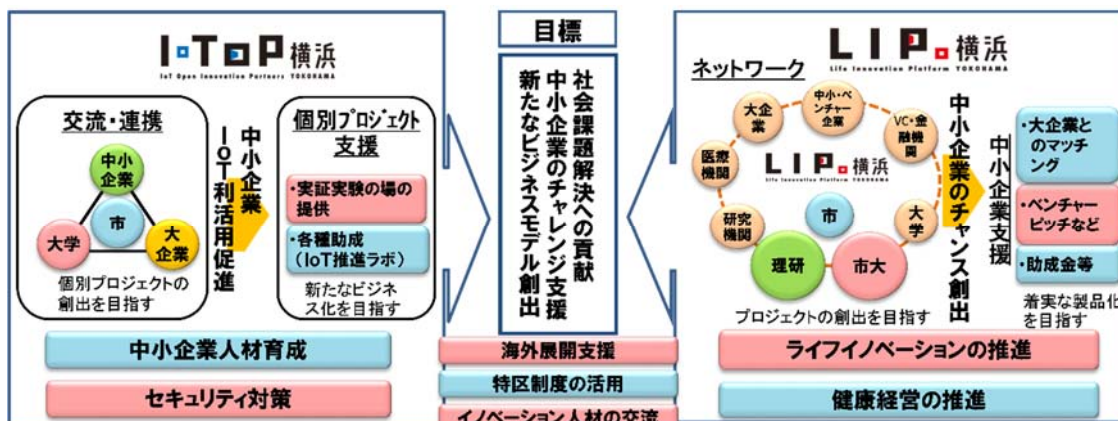 I・TOP横浜
IoT Open Innovation Partners YOKOHAMA
交流・連携
中小
企業
市
大学
大
企業
個別プロジェクトの
創出を目指す
中小企業
IOT利活用促進
個別プロジェクト
支援
・実証実験の場の
提供
・各種助成
(IoT推進ラボ)
新たなビジネ
ス化を目指す
中小企業人材育成
セキュリティ対策
目標
社会課題解決への貢献
中小企業のチャレンジ支援
新たなビジネスモデル創出
海外展開支援
特区制度の活用
イノベーション人材の交流
LIP.横浜
Life Innovation Platform YOKOHAMA
ネットワーク
大企
業
中小・ベ
ンチャー
企業
VC・金
融機関
医療
機関
LIP.横浜
Life Innovation Platform YOKOHAMA
研究
機関
市
大
学
理研
市大
プロジェクトの創出を目指す
中小企業のチャンス創出
中小企業支援
・大企業と
のマッチ
ング
・ベンチャー
ピッチなど
・助成金等
着実な製品化
を目指す
ライフイノベーションの推進
健康経営の推進